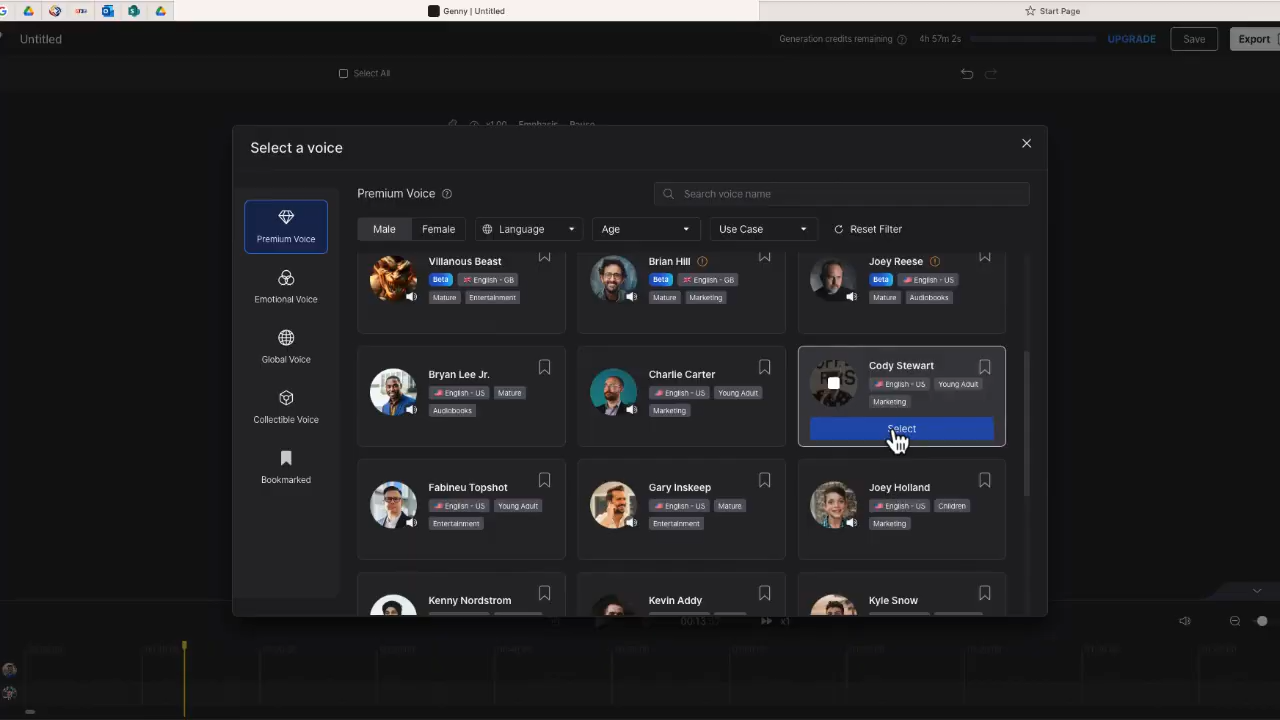 Genny | Untitled
Start Page
Untitled
Generation credits remaining
4h 57m 2s
UPGRADE
Save
Export
Select All
x1.00 Emphasis Pause
Select a voice
Premium Voice
Search voice name
Premium Voice
Emotional Voice
Global Voice
Collectible Voice
Bookmarked
Male
Female
Language
Age
Use Case
Reset Filter
Villanous Beast
Beta
English - GB
Mature
Entertainment
Brian Hill
Beta
English - GB
Mature
Marketing
Joey Reese
Beta
English - US
Mature
Audiobooks
Bryan Lee Jr.
English - US
Mature
Audiobooks
Charlie Carter
English - US
Young Adult
Marketing
Cody Stewart
English - US
Young Adult
Marketing
Select
Fabineu Topshot
English - US
Young Adult
Entertainment
Gary Inskeep
English - US
Mature
Entertainment
Joey Holland
English - US
Children
Marketing
Kenny Nordstrom
Kevin Addy
Kyle Snow
x1